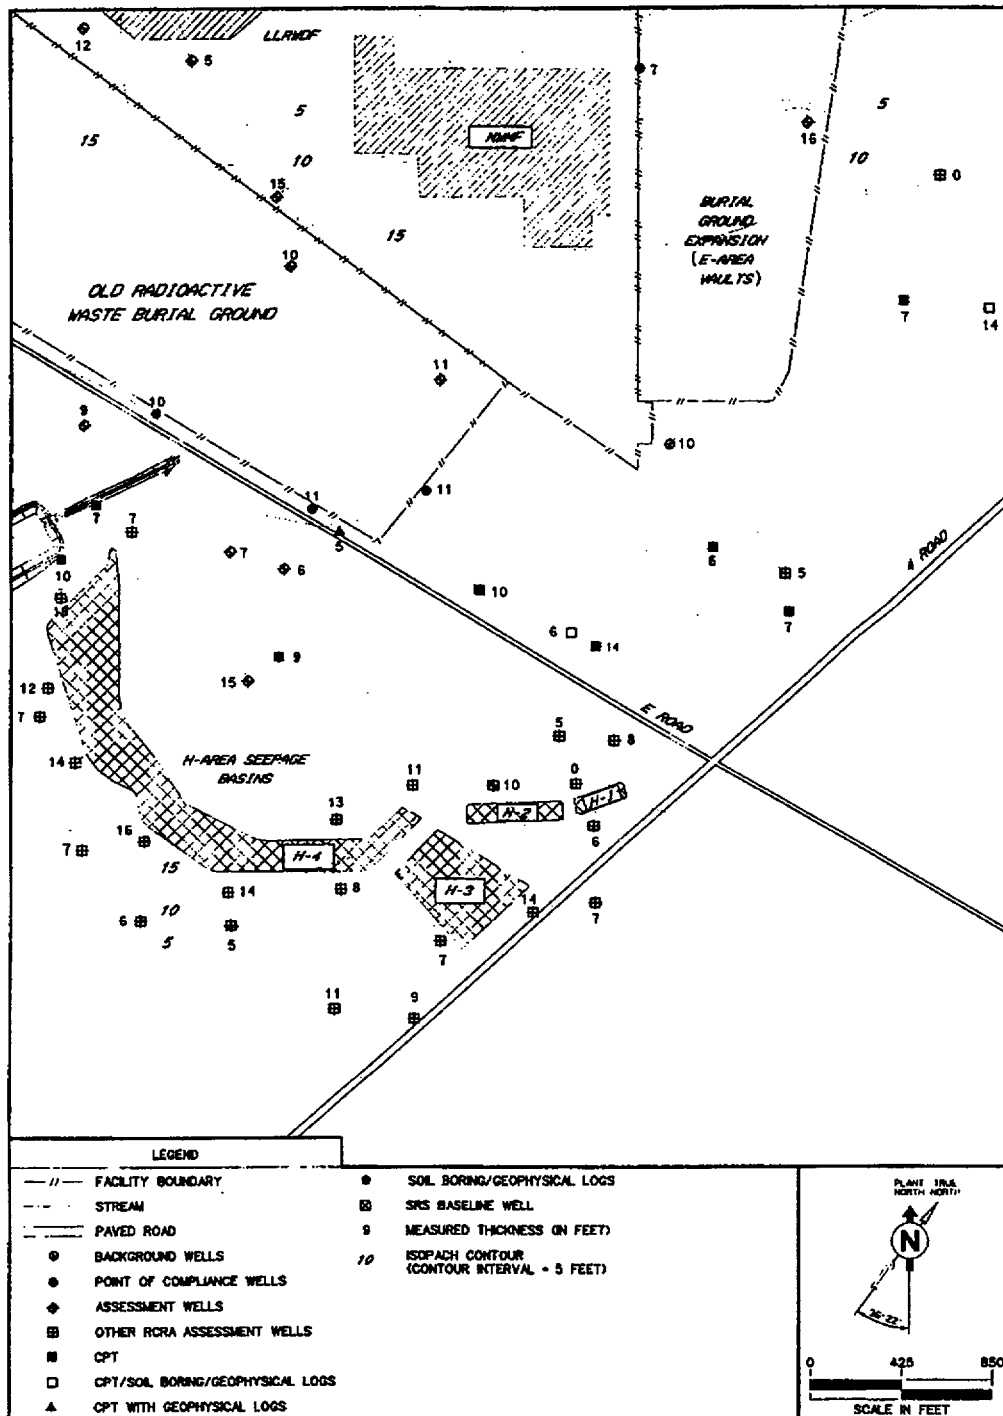 12
LLRWDF
5
7
5
5
15
16
10
10
0
15
BURIAL
GROUND
EXPANSION
(E-AREA
VAULTS)
15
10
OLD RADIOACTIVE
WASTE BURIAL GROUND
7
14
11
9
10
10
11
11
7
7
5
7
6
10
6
5
A ROAD
10
7
6
14
9
15
12
7
E ROAD
5
8
14
H-AREA SEEPAGE
BASINS
11
10
0
H-1
H-2
13
16
6
7
15
H-4
H-3
14
8
10
14
7
6
5
5
7
11
9
LEGEND
FACILITY BOUNDARY
STREAM
PAVED ROAD
BACKGROUND WELLS
POINT OF COMPLIANCE WELLS
ASSESSMENT WELLS
OTHER RCRA ASSESSMENT WELLS
CPT
CPT/SOIL BORING/GEOPHYSICAL LOGS
CPT WITH GEOPHYSICAL LOGS
SOIL BORING/GEOPHYSICAL LOGS
SRS BASELINE WELL
9 MEASURED THICKNESS (IN FEET)
10 ISOPACH CONTOUR
(CONTOUR INTERVAL = 5 FEET)
PLANT TRUE
NORTH NORTH
N
0 425 850
SCALE IN FEET